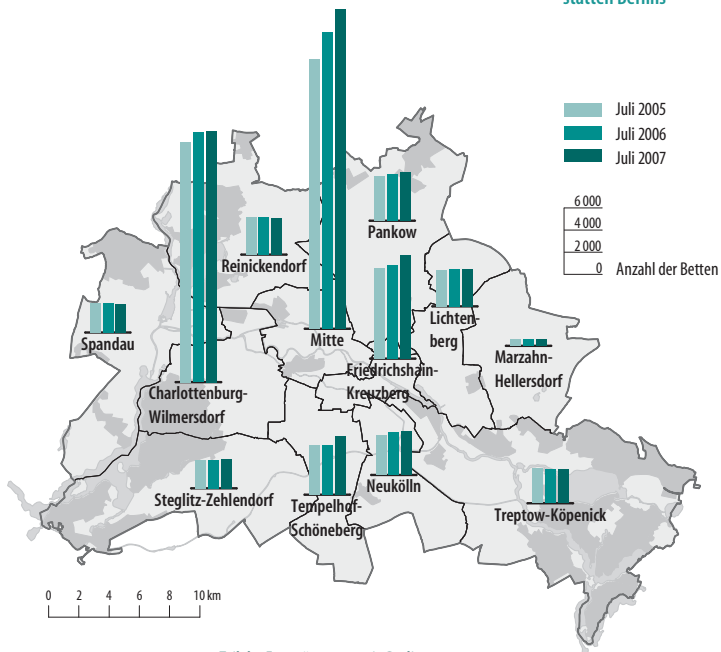 Juli 2005
Juli 2006
Juli 2007
6 000
4 000
2 000
0 Anzahl der Betten
Pankow
Reinickendorf
Lichten-
berg
Spandau
Mitte
Marzahn-
Hellersdorf
Friedrichshain-
Kreuzberg
Charlottenburg-
Wilmersdorf
Neukölln
Steglitz-Zehlendorf
Tempelhof-
Schöneberg
Treptow-Köpenick
0 2 4 6 8 10 km